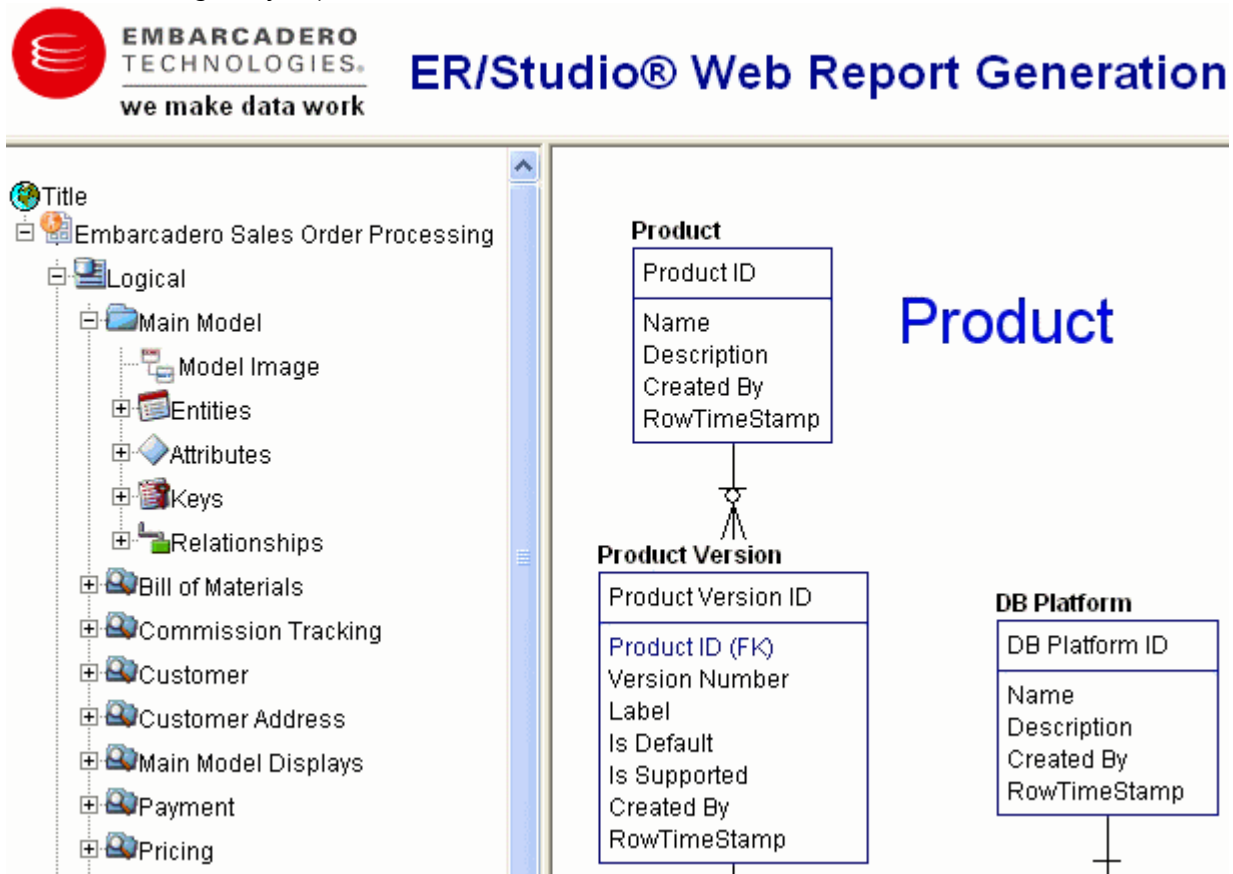 EMBARCADERO
TECHNOLOGIES®
we make data work
ER/Studio® Web Report Generation
Title
Embarcadero Sales Order Processing
Logical
Main Model
Model Image
Entities
Attributes
Keys
Relationships
Bill of Materials
Commission Tracking
Customer
Customer Address
Main Model Displays
Payment
Pricing
Product
Product ID
Name
Description
Created By
RowTimeStamp
Product
Product Version
Product Version ID
Product ID (FK)
Version Number
Label
Is Default
Is Supported
Created By
RowTimeStamp
DB Platform
DB Platform ID
Name
Description
Created By
RowTimeStamp